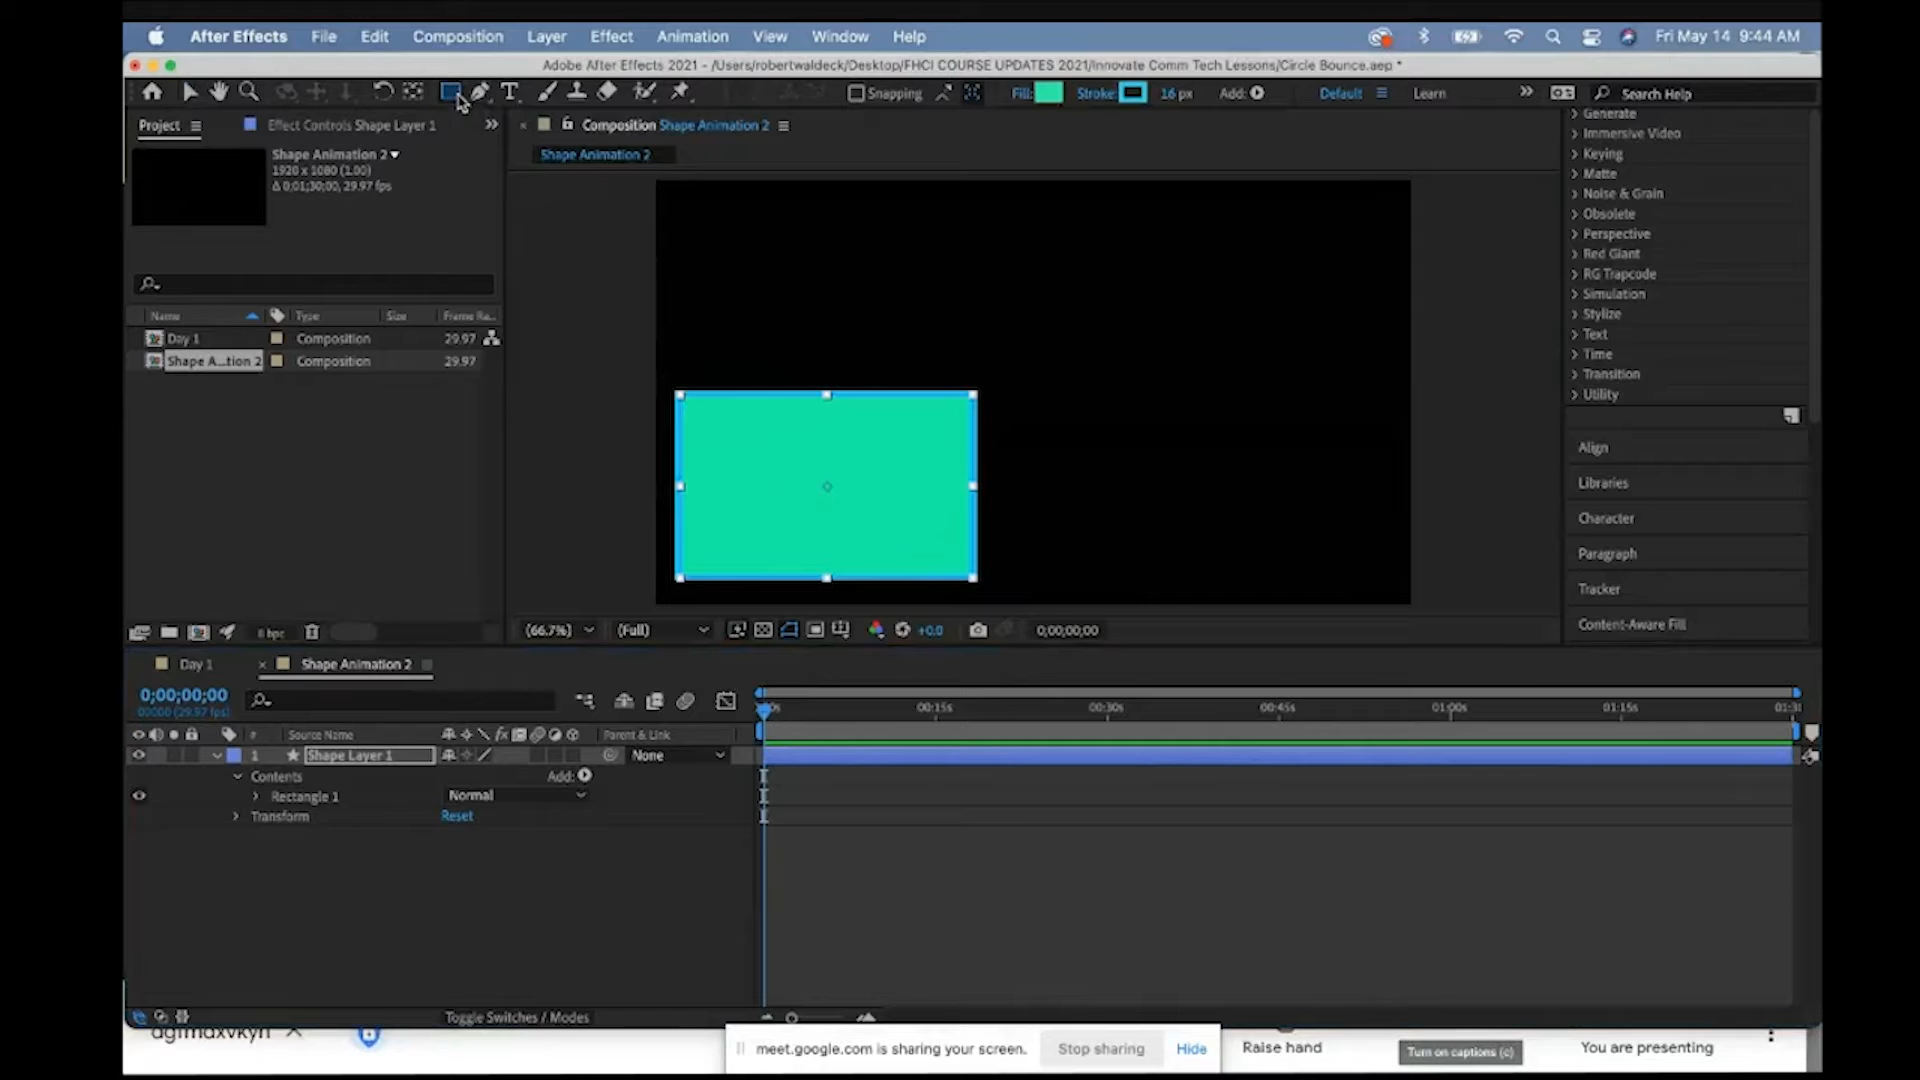 After Effects File Edit Composition Layer Effect Animation View Window Help Fri May 14 9:44 AM
Adobe After Effects 2021 - /Users/robertwaldeck/Desktop/FHCI COURSE UPDATES 2021/Innovate Comm Tech Lessons/Circle Bounce.aep *
Snapping Fill: Stroke: 16 px Add: Default Learn Search Help
Project Effect Controls Shape Layer 1
Composition Shape Animation 2
Shape Animation 2
1920 x 1080 (1.00)
Δ 0;01;30;00, 29.97 fps
Shape Animation 2
Name Type Size Frame Ra...
Day 1 Composition 29.97
Shape A...tion 2 Composition 29.97
Generate
Immersive Video
Keying
Matte
Noise & Grain
Obsolete
Perspective
Red Giant
RG Trapcode
Simulation
Stylize
Text
Time
Transition
Utility
Align
Libraries
Character
Paragraph
Tracker
Content-Aware Fill
8 bpc
(66.7%) (Full) +0.0 0;00;00;00
Day 1 Shape Animation 2
0;00;00;00
00000 (29.97 fps)
00:15s 00:30s 00:45s 01:00s 01:15s
# Source Name Parent & Link
1 Shape Layer 1 None
Contents Add:
Rectangle 1 Normal
Transform Reset
Toggle Switches / Modes
meet.google.com is sharing your screen. Stop sharing Hide
Raise hand Turn on captions (c) You are presenting